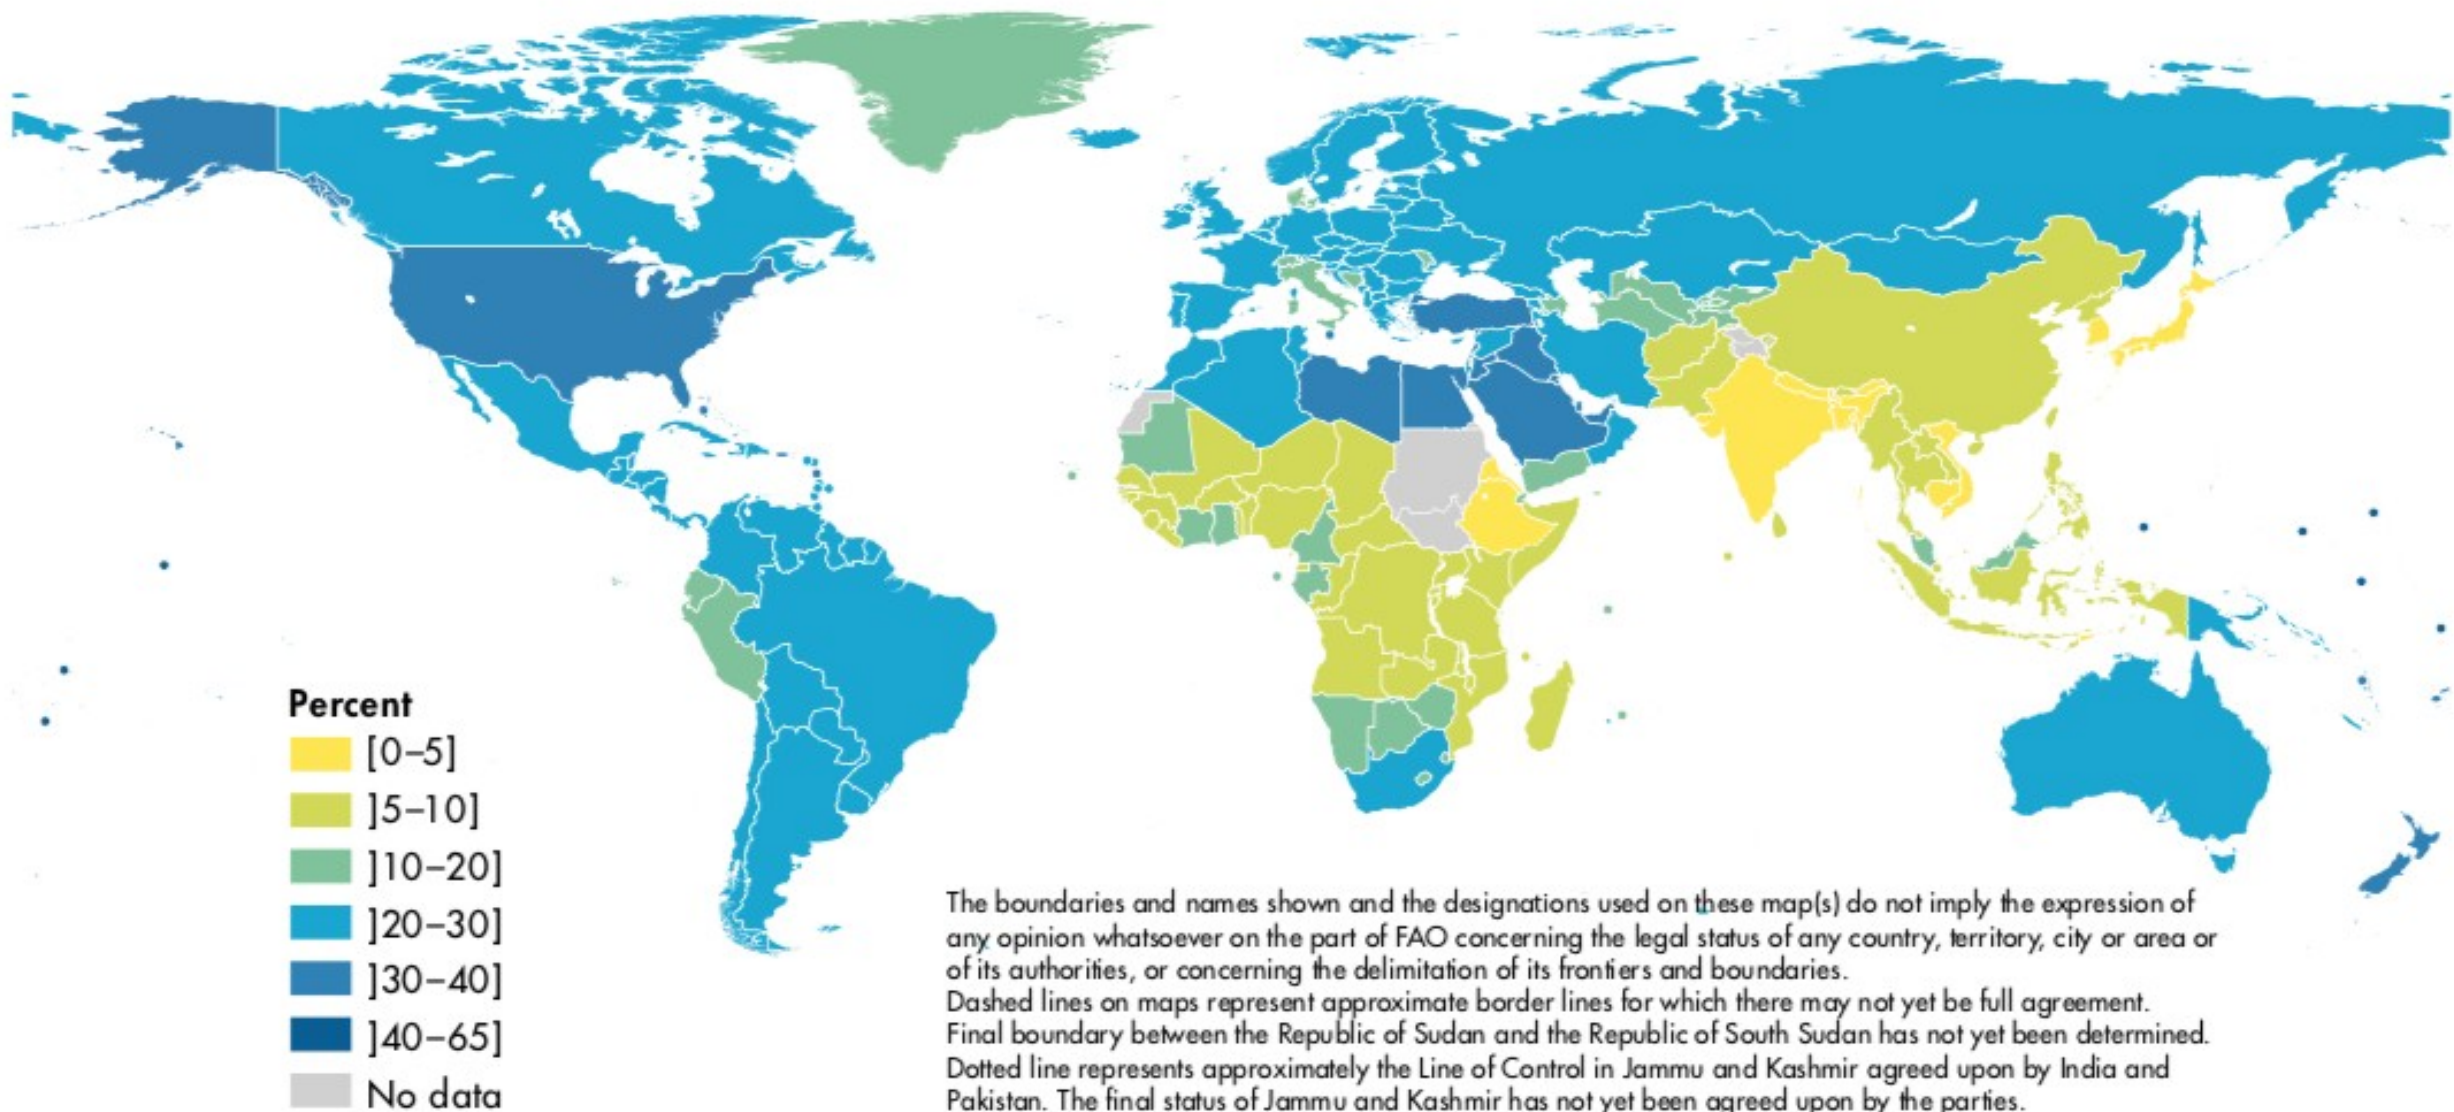 Percent
[0–5]
]5–10]
]10–20]
]20–30]
]30–40]
]40–65]
No data
The boundaries and names shown and the designations used on these map(s) do not imply the expression of
any opinion whatsoever on the part of FAO concerning the legal status of any country, territory, city or area or
of its authorities, or concerning the delimitation of its frontiers and boundaries.
Dashed lines on maps represent approximate border lines for which there may not yet be full agreement.
Final boundary between the Republic of Sudan and the Republic of South Sudan has not yet been determined.
Dotted line represents approximately the Line of Control in Jammu and Kashmir agreed upon by India and
Pakistan. The final status of Jammu and Kashmir has not yet been agreed upon by the parties.